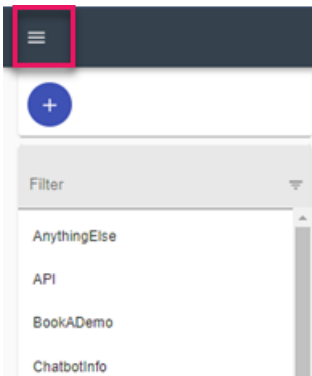 Filter
AnythingElse
API
BookADemo
ChatbotInfo